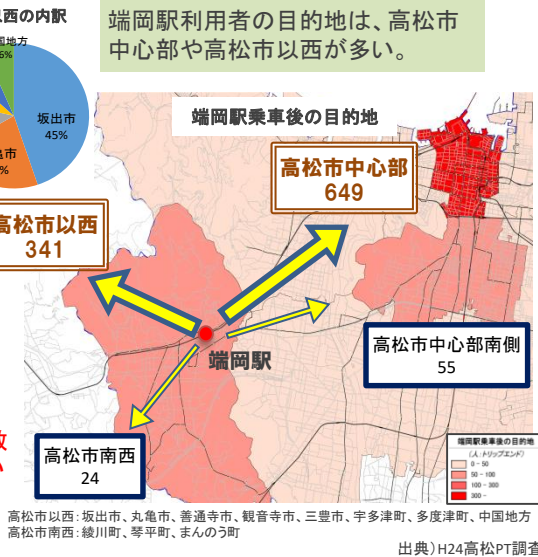 以西の内訳
国地方
6%
坂出市
45%
亀市
%
端岡駅利用者の目的地は、高松市
中心部や高松市以西が多い。
端岡駅乗車後の目的地
高松市中心部
649
高松市以西
341
端岡駅
高松市中心部南側
55
高松市南西
24
い
端岡駅乗車後の目的地
(人:トリップエンド)
0 - 50
50 - 100
100 - 300
300 -
高松市以西:坂出市、丸亀市、善通寺市、観音寺市、三豊市、宇多津町、多度津町、中国地方
高松市南西:綾川町、琴平町、まんのう町
出典)H24高松PT調査